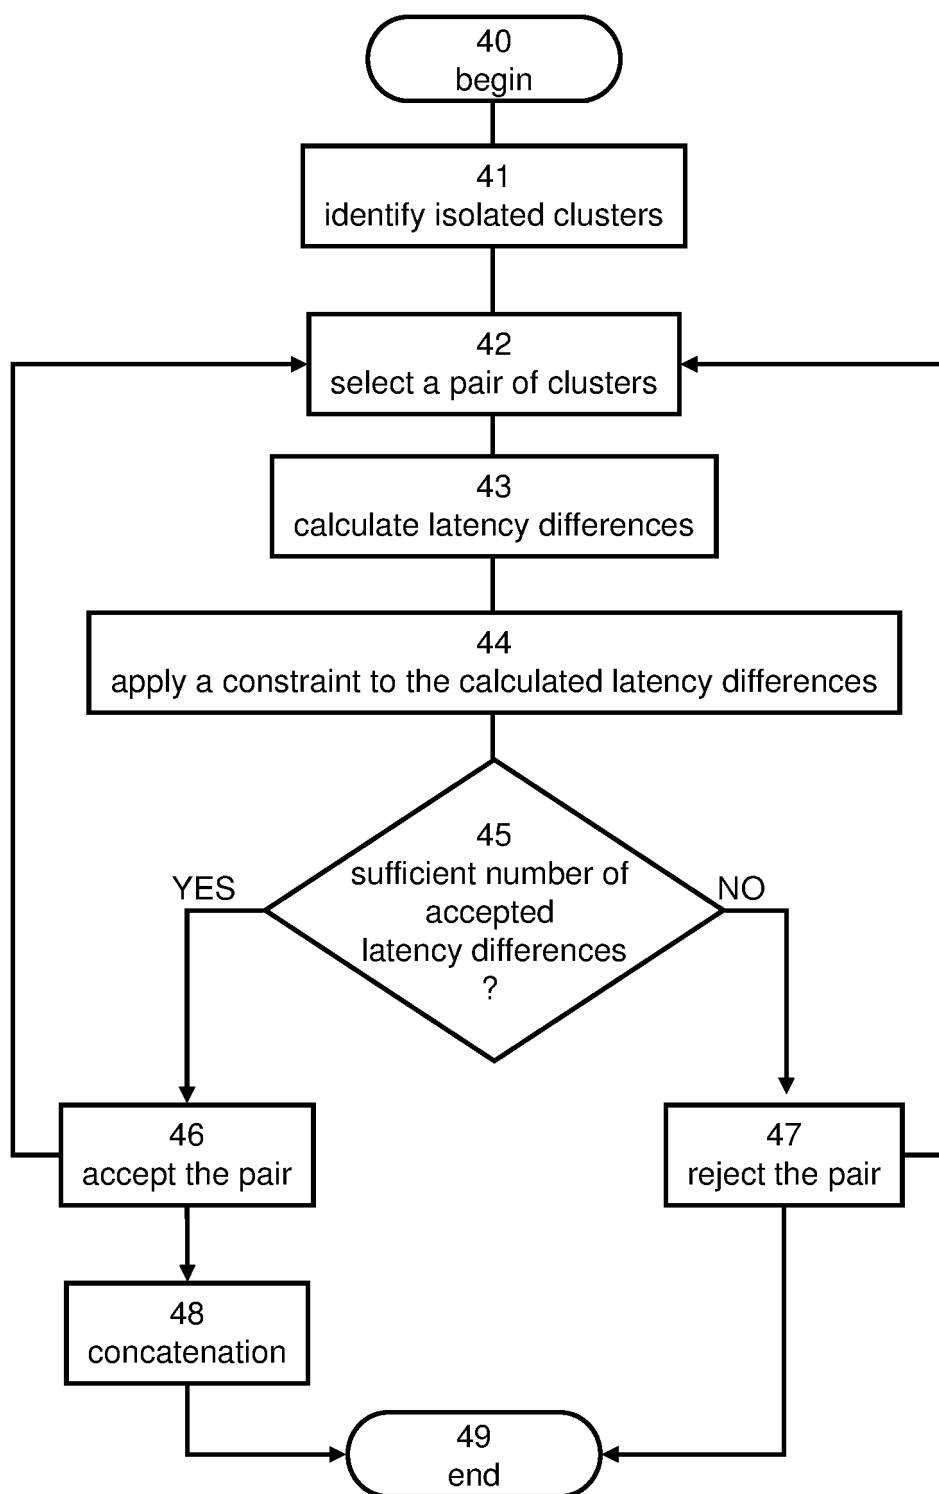 40
begin
41
identify isolated clusters
42
select a pair of clusters
43
calculate latency differences
44
apply a constraint to the calculated latency differences
45
sufficient number of
accepted
latency differences
?
YES
NO
46
accept the pair
47
reject the pair
48
concatenation
49
end